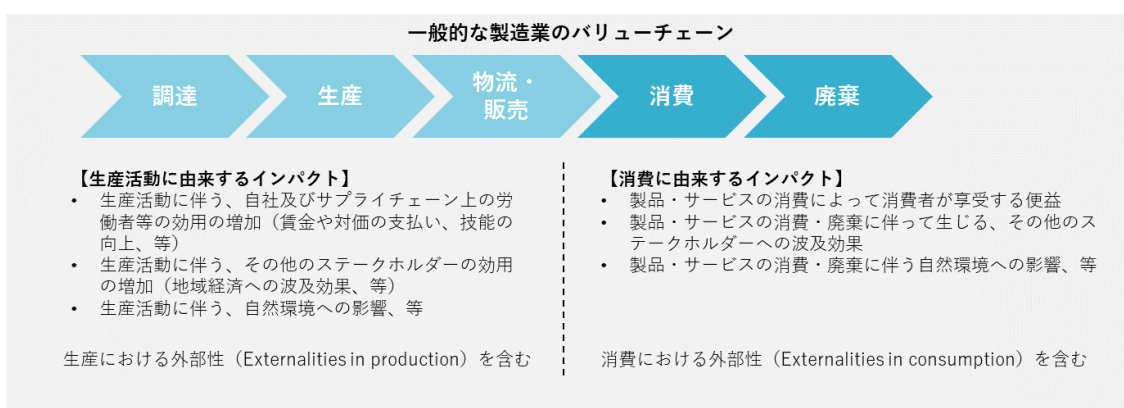 一般的な製造業のバリューチェーン
調達
生産
物流・
販売
消費
廃棄
【生産活動に由来するインパクト】
• 生産活動に伴う、自社及びサプライチェーン上の労
働者等の効用の増加（賃金や対価の支払い、技能の
向上、等）
• 生産活動に伴う、その他のステークホルダーの効用
の増加（地域経済への波及効果、等）
• 生産活動に伴う、自然環境への影響、等
生産における外部性（Externalities in production）を含む
【消費に由来するインパクト】
• 製品・サービスの消費によって消費者が享受する便益
• 製品・サービスの消費・廃棄に伴って生じる、その他のス
テークホルダーへの波及効果
• 製品・サービスの消費・廃棄に伴う自然環境への影響、等
消費における外部性（Externalities in consumption）を含む